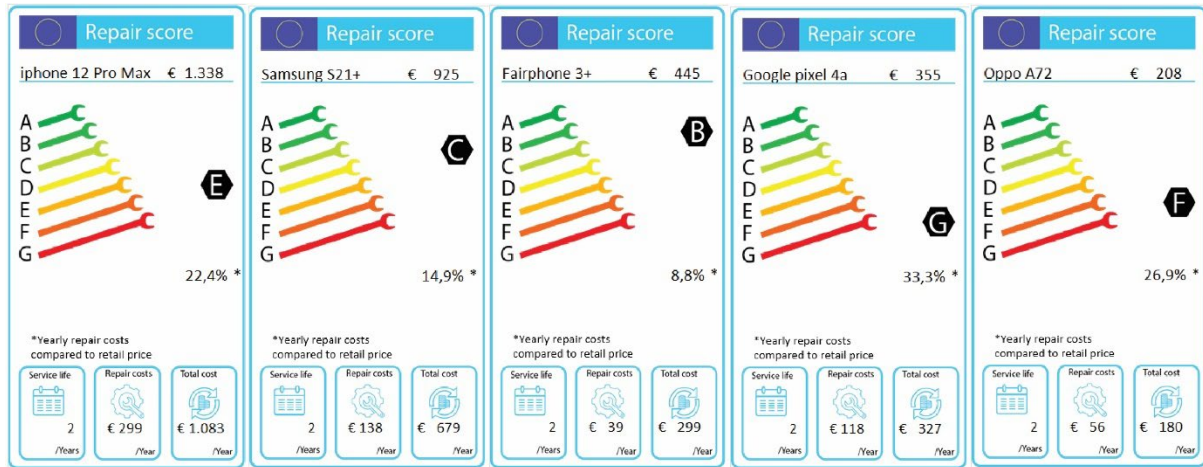 Repair score
iphone 12 Pro Max € 1.338
A
B
C
D
E
F
G
E
22,4% *
*Yearly repair costs
compared to retail price
Service life
Repair costs
Total cost
2
€ 299
€ 1.083
/Years
/Year
/Year
Repair score
Samsung S21+ € 925
A
B
C
D
E
F
G
C
14,9% *
*Yearly repair costs
compared to retail price
Service life
Repair costs
Total cost
2
€ 138
€ 679
/Years
/Year
/Year
Repair score
Fairphone 3+ € 445
A
B
C
D
E
F
G
B
8,8% *
*Yearly repair costs
compared to retail price
Service life
Repair costs
Total cost
2
€ 39
€ 299
/Years
/Year
/Year
Repair score
Google pixel 4a € 355
A
B
C
D
E
F
G
G
33,3% *
*Yearly repair costs
compared to retail price
Service life
Repair costs
Total cost
2
€ 118
€ 327
/Years
/Year
/Year
Repair score
Oppo A72 € 208
A
B
C
D
E
F
G
F
26,9% *
*Yearly repair costs
compared to retail price
Service life
Repair costs
Total cost
2
€ 56
€ 180
/Years
/Year
/Year